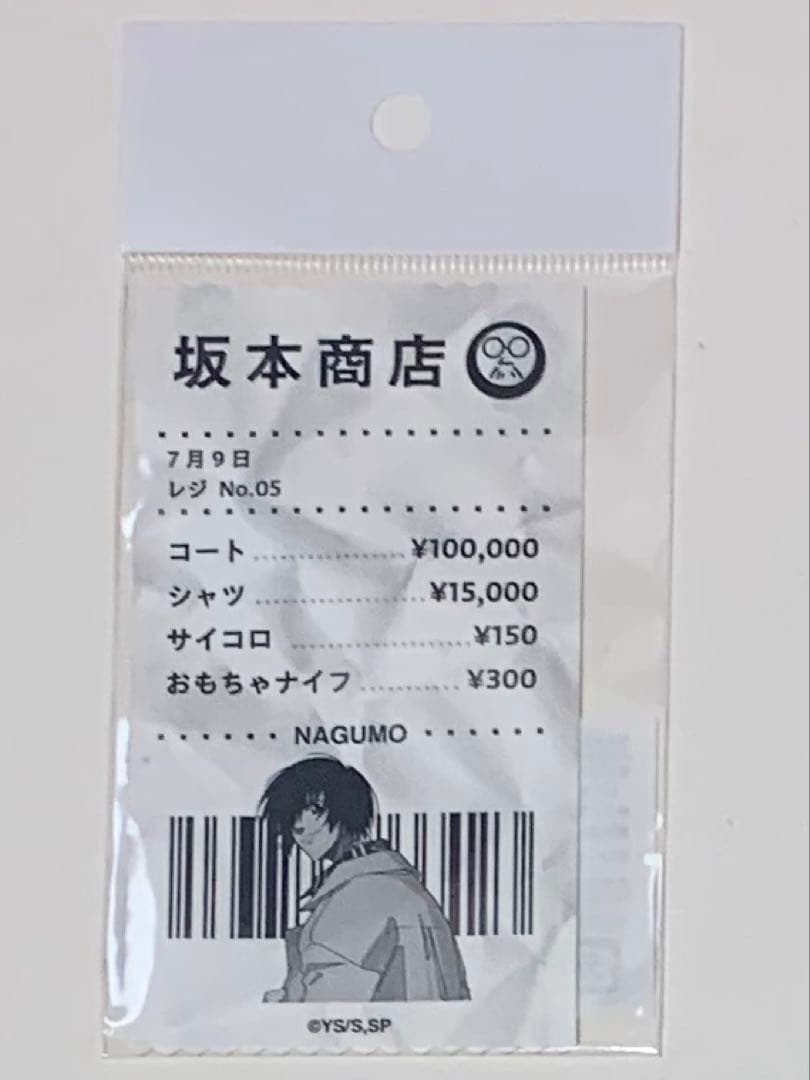 坂本商店
7月9日
レジ No.05
コート ¥100,000
シャツ ¥15,000
サイコロ ¥150
おもちゃナイフ ¥300
NAGUMO
©YS/S,SP